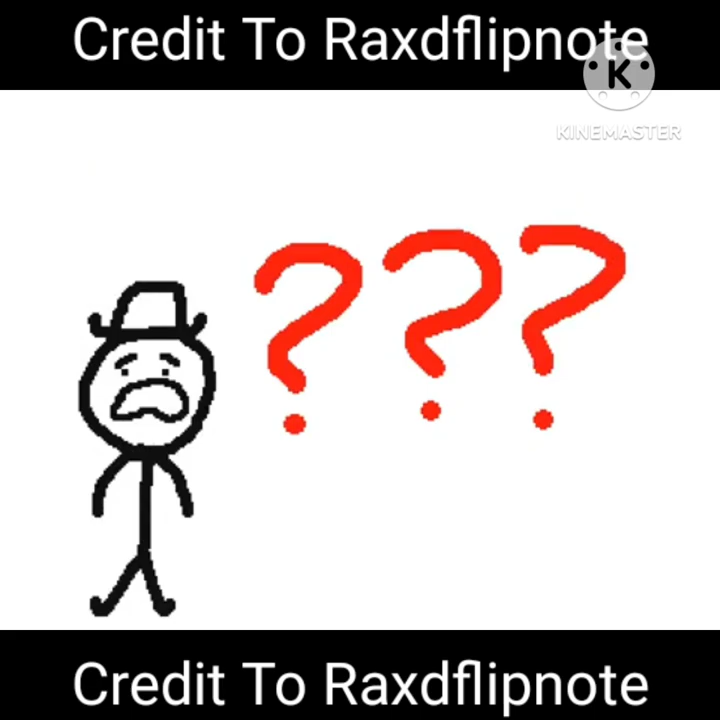 Credit To Raxdflipnote
K
KINEMASTER
???
Credit To Raxdflipnote